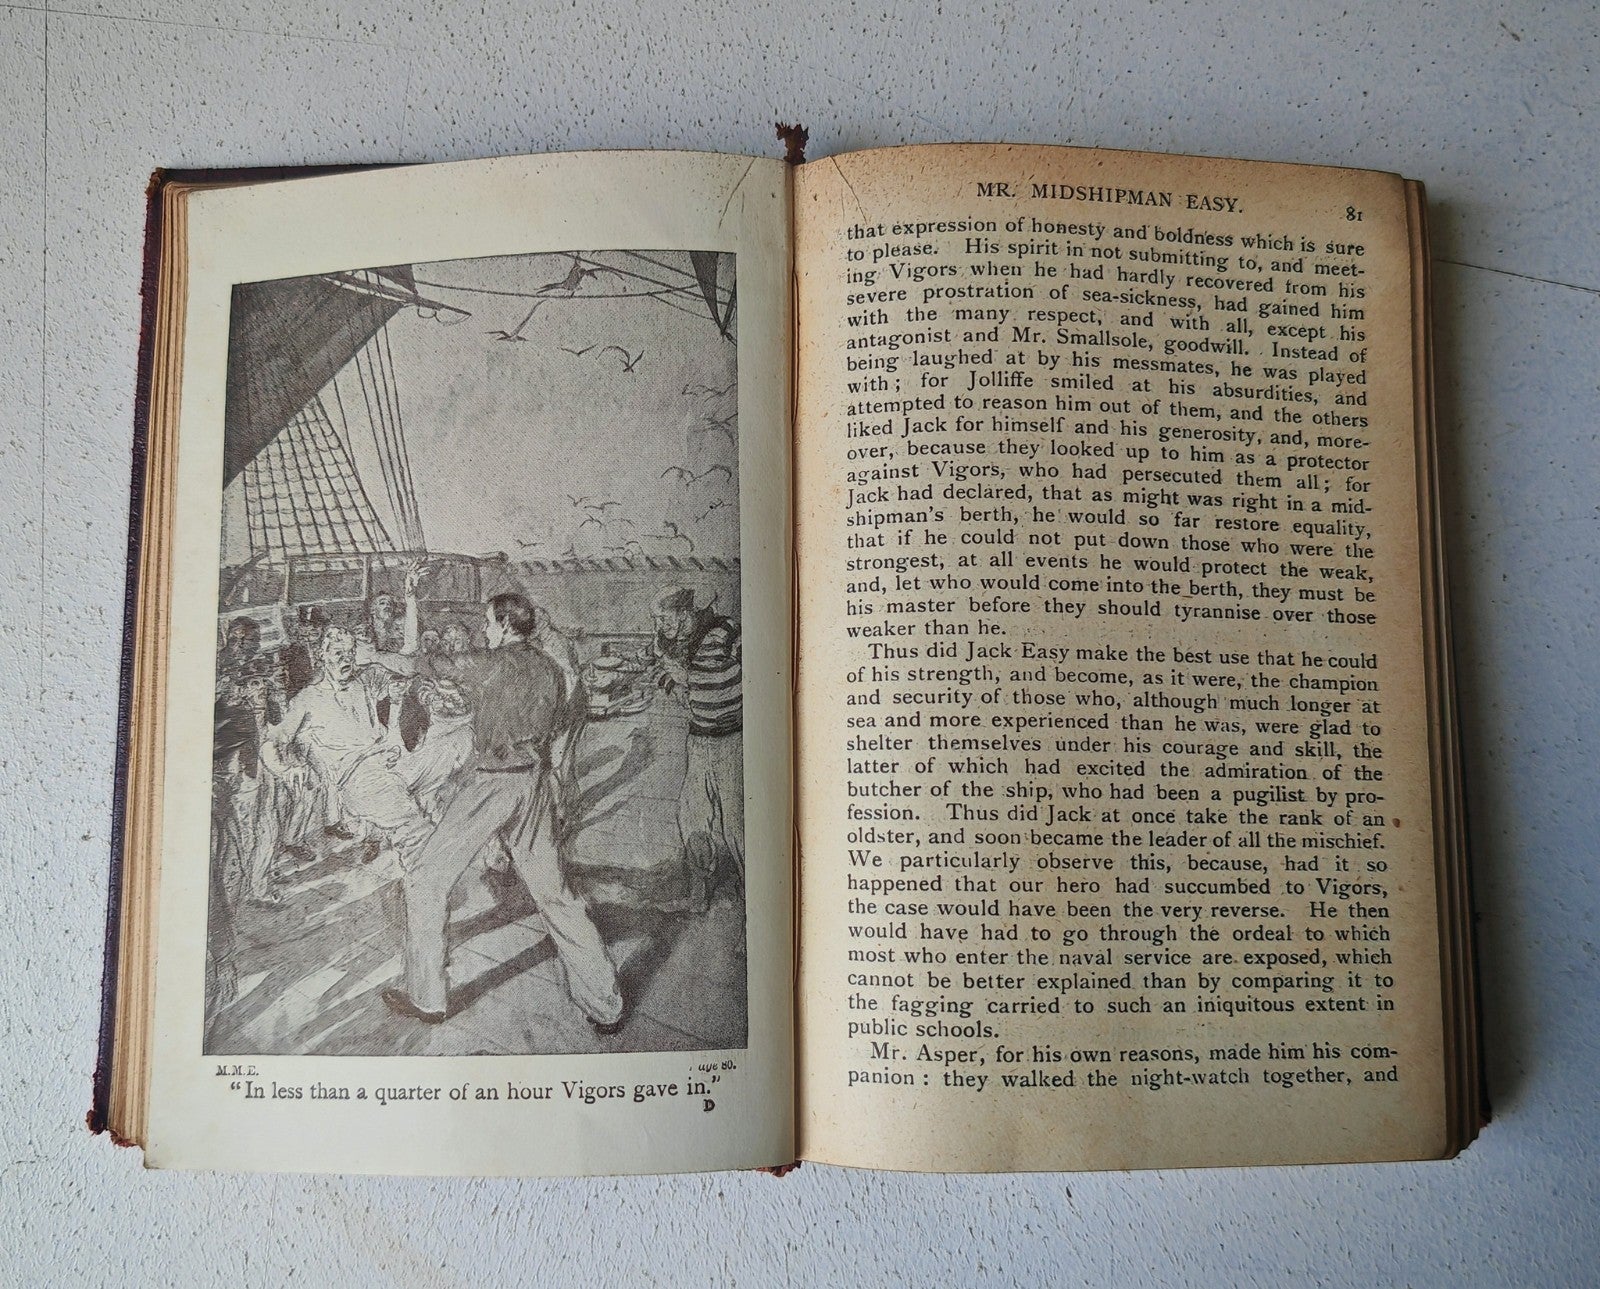 M.M.E.
80.
"In less than a quarter of an hour Vigors gave in."
D
MR. MIDSHIPMAN EASY.
81
that expression of honesty and boldness which is sure
to please. His spirit in not submitting to, and meet-
ing Vigors when he had hardly recovered from his
severe prostration of sea-sickness, had gained him
with the many respect, and with all, except his
antagonist and Mr. Smallsole, goodwill. Instead of
being laughed at by his messmates, he was played
with; for Jolliffe smiled at his absurdities, and
attempted to reason him out of them, and the others
liked Jack for himself and his generosity, and, more-
over, because they looked up to him as a protector
against Vigors, who had persecuted them all; for
Jack had declared, that as might was right in a mid-
shipman's berth, he would so far restore equality,
that if he could not put down those who were the
strongest, at all events he would protect the weak,
and, let who would come into the berth, they must be
his master before they should tyrannise over those
weaker than he.
Thus did Jack Easy make the best use that he could
of his strength, and become, as it were, the champion
and security of those who, although much longer at
sea and more experienced than he was, were glad to
shelter themselves under his courage and skill, the
latter of which had excited the admiration of the
butcher of the ship, who had been a pugilist by pro-
fession. Thus did Jack at once take the rank of an
oldster, and soon became the leader of all the mischief.
We particularly observe this, because, had it so
happened that our hero had succumbed to Vigors,
the case would have been the very reverse. He then
would have had to go through the ordeal to which
most who enter the naval service are exposed, which
cannot be better explained than by comparing it to
the fagging carried to such an iniquitous extent in
public schools.
Mr. Asper, for his own reasons, made him his com-
panion: they walked the night-watch together, and